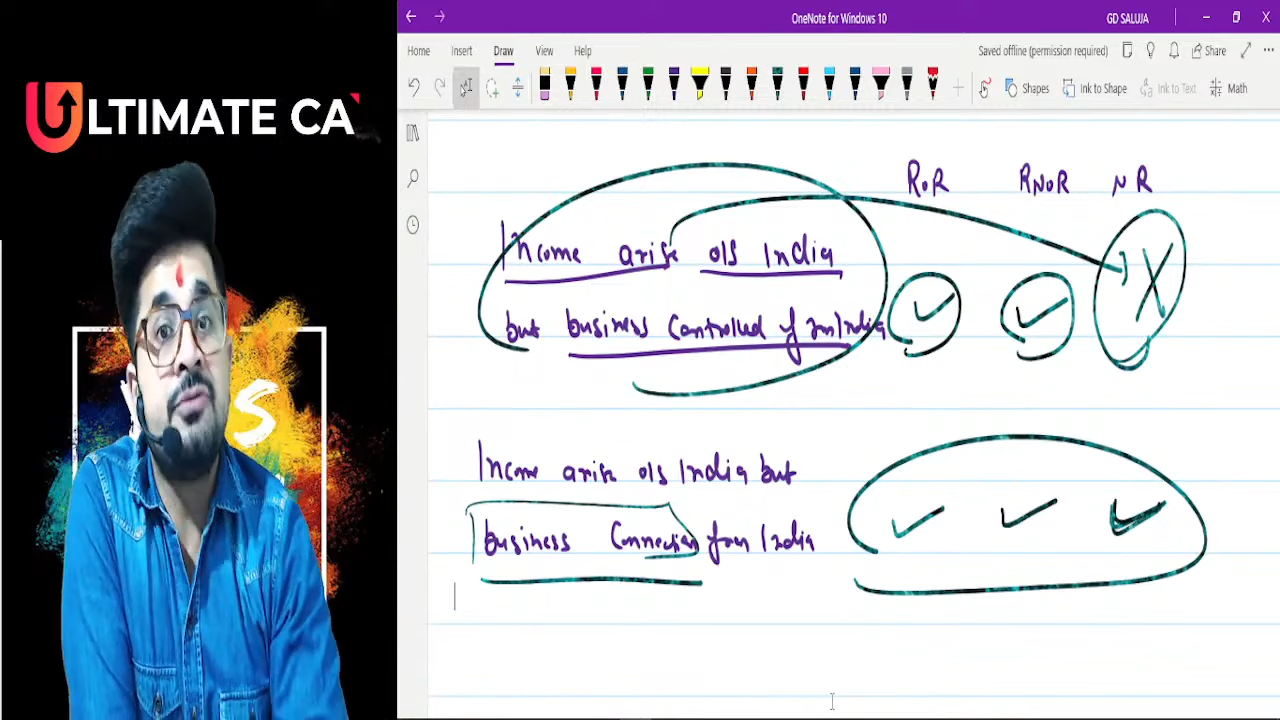 ULTIMATE CA
OneNote for Windows 10
GD SALUJA
Home
Insert
Draw
View
Help
Saved offline (permission required)
Share
Shapes
Ink to Shape
Ink to Text
Math
ROR RNOR NR
Income arise o/s India
but business Controlled from India
Income arise o/s India but
business Connection from India
S